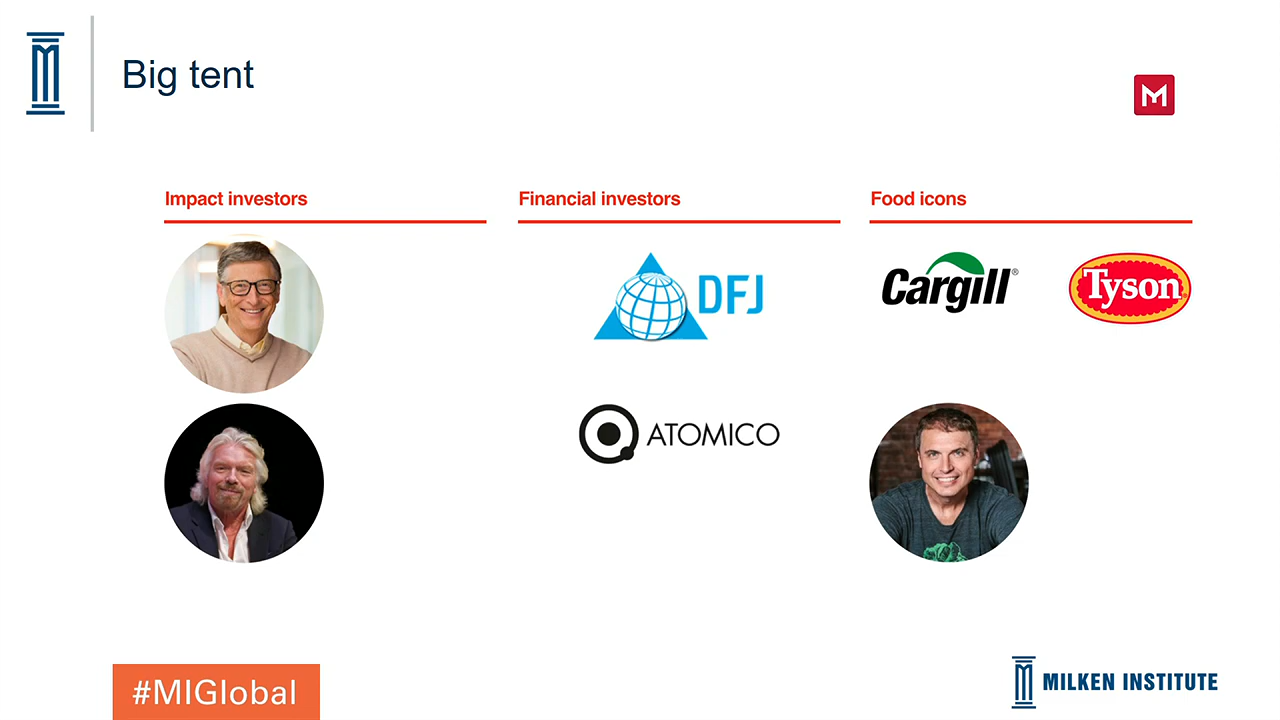 Big tent
M
Impact investors
Financial investors
Food icons
DFJ
Cargill®
Tyson
ATOMICO
#MIGlobal
MILKEN INSTITUTE